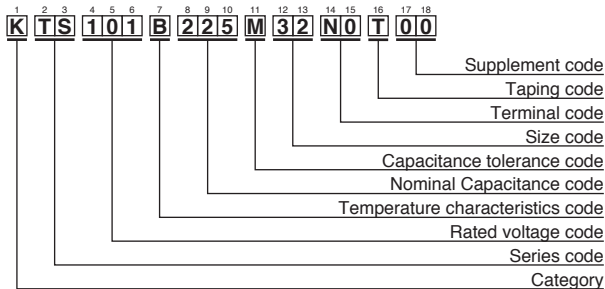 1 2 3 4 5 6 7 8 9 10 11 12 13 14 15 16 17 18
K TS 101 B 225 M 32 N0 T 00
Supplement code
Taping code
Terminal code
Size code
Capacitance tolerance code
Nominal Capacitance code
Temperature characteristics code
Rated voltage code
Series code
Category